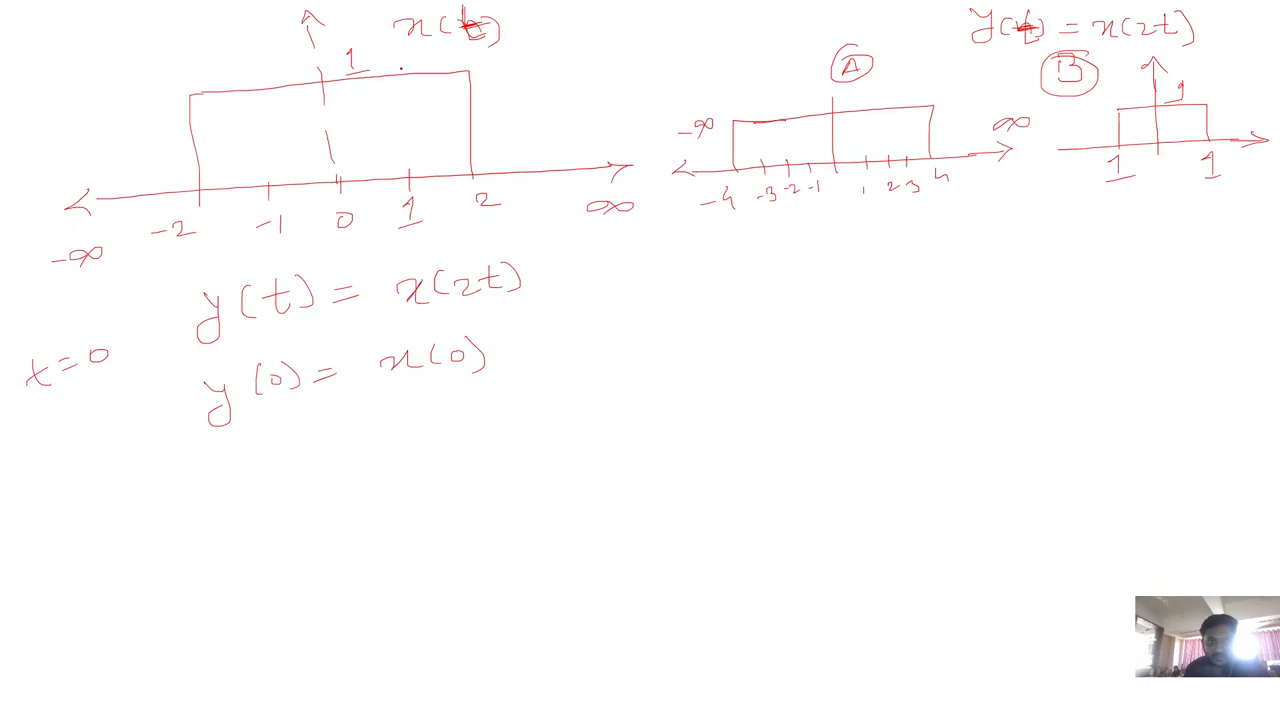 x(t)
1
-2 -1 0 1 2
-∞ ∞
y(t) = x(2t)
t=0
y(0) = x(0)
A
-∞ ∞
-4 -3 -2 -1 1 2 3 4
y(t) = x(2t)
B
1
1 1